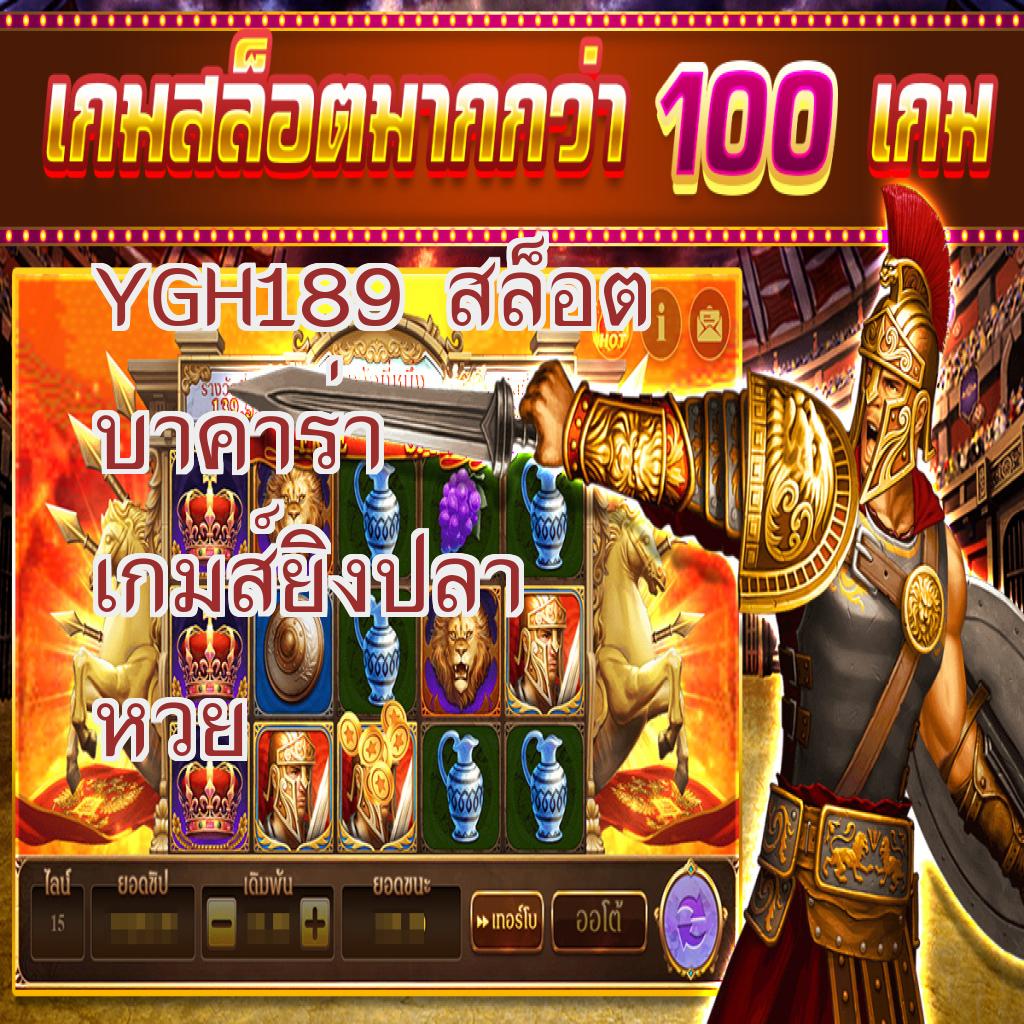 เกมสล็อตมากกว่า 100 เกม
YGH189 สล็อต
HOT
บาคาร่า
เกมส์ยิงปลา
หวย
ไลน์ ยอดชิป เดิมพัน ยอดชนะ
15 เทอร์โบ ออโต้